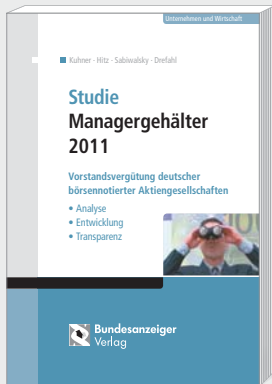 Unternehmen und Wirtschaft
Kuhner · Hitz · Sabiwalsky · Drefahl
Studie
Managergehälter
2011
Vorstandsvergütung deutscher
börsennotierter Aktiengesellschaften
• Analyse
• Entwicklung
• Transparenz
Bundesanzeiger
Verlag